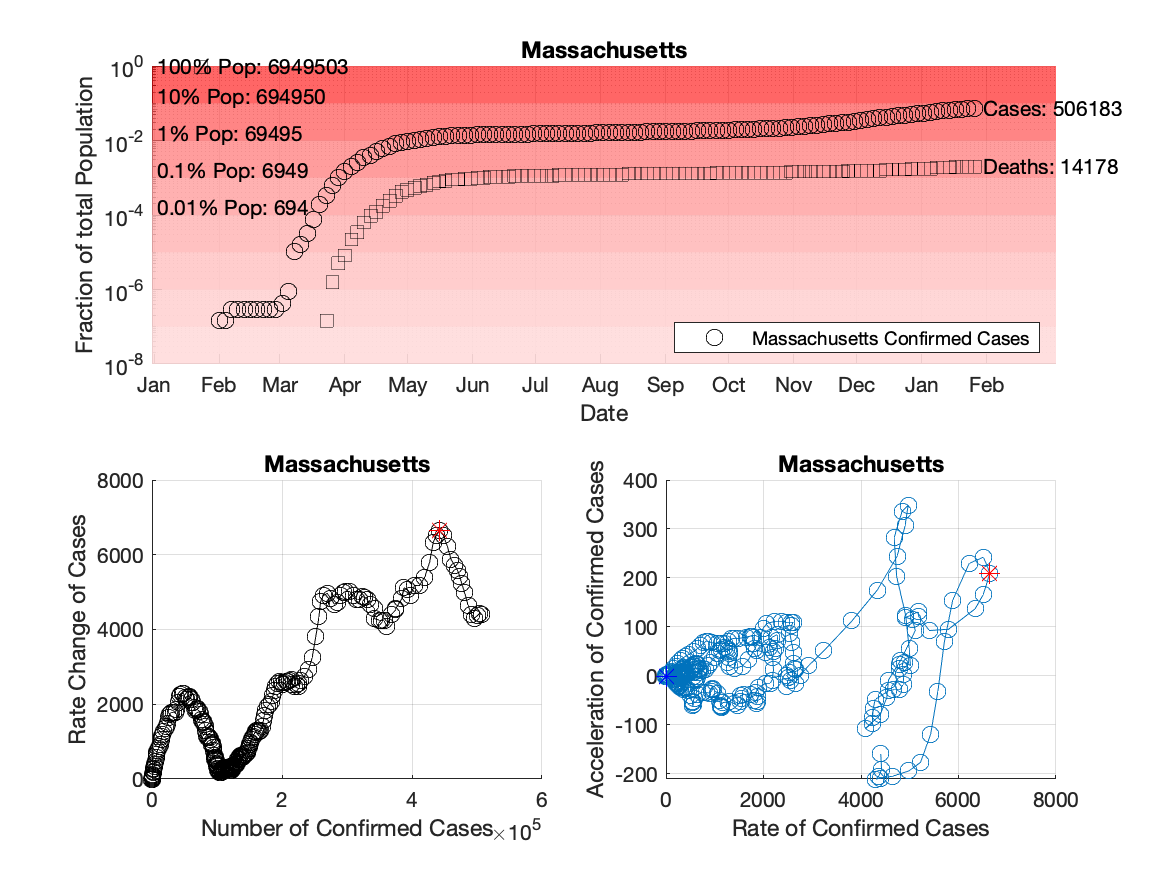 Massachusetts
Fraction of total Population
10^0
10^-2
10^-4
10^-6
10^-8
100% Pop: 6949503
10% Pop: 694950
1% Pop: 69495
0.1% Pop: 6949
0.01% Pop: 694
Cases: 506183
Deaths: 14178
Massachusetts Confirmed Cases
Jan Feb Mar Apr May Jun Jul Aug Sep Oct Nov Dec Jan Feb
Date
Massachusetts
Rate Change of Cases
8000
6000
4000
2000
0
0 2 4 6
Number of Confirmed Cases ×10^5
Massachusetts
Acceleration of Confirmed Cases
400
300
200
100
0
-100
-200
0 2000 4000 6000 8000
Rate of Confirmed Cases